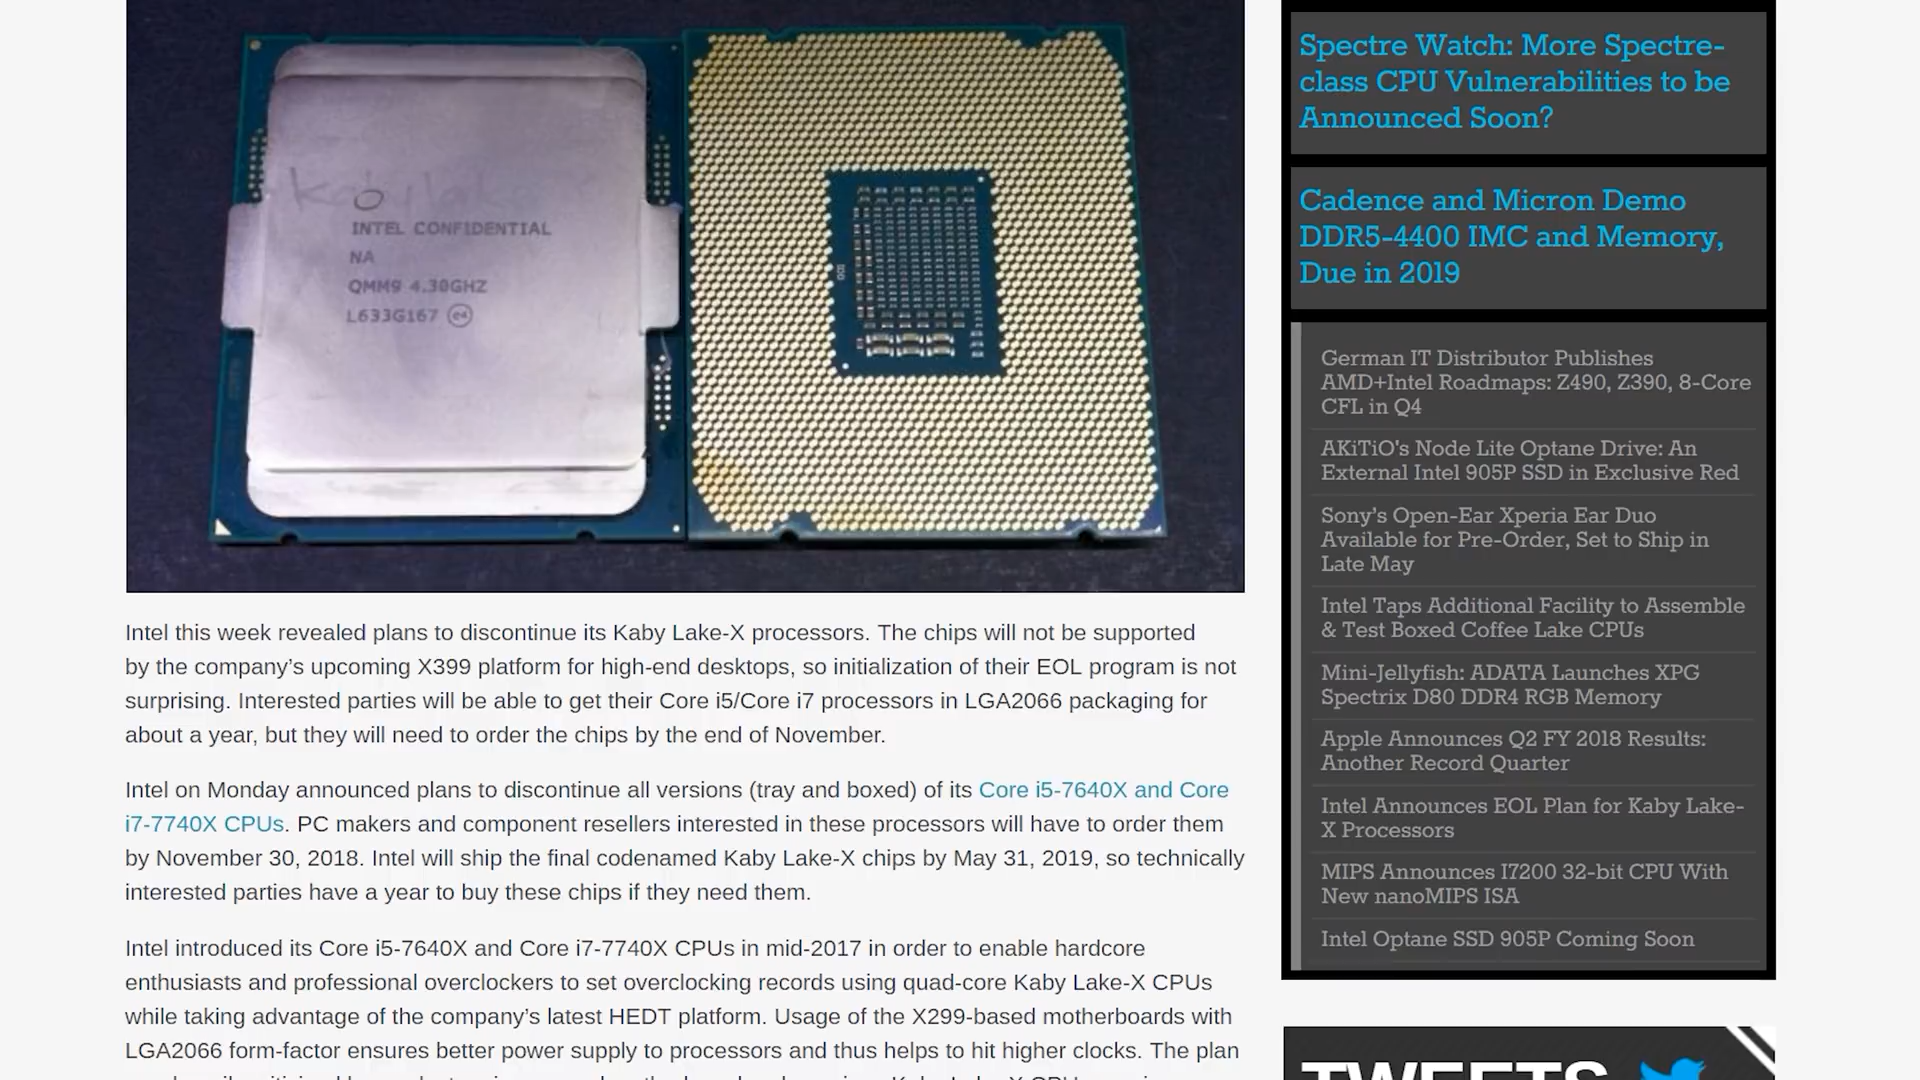 INTEL CONFIDENTIAL
NA
QMM9 4.30GHZ
L633G167 e4
Intel this week revealed plans to discontinue its Kaby Lake-X processors. The chips will not be supported
by the company’s upcoming X399 platform for high-end desktops, so initialization of their EOL program is not
surprising. Interested parties will be able to get their Core i5/Core i7 processors in LGA2066 packaging for
about a year, but they will need to order the chips by the end of November.
Intel on Monday announced plans to discontinue all versions (tray and boxed) of its Core i5-7640X and Core
i7-7740X CPUs. PC makers and component resellers interested in these processors will have to order them
by November 30, 2018. Intel will ship the final codenamed Kaby Lake-X chips by May 31, 2019, so technically
interested parties have a year to buy these chips if they need them.
Intel introduced its Core i5-7640X and Core i7-7740X CPUs in mid-2017 in order to enable hardcore
enthusiasts and professional overclockers to set overclocking records using quad-core Kaby Lake-X CPUs
while taking advantage of the company’s latest HEDT platform. Usage of the X299-based motherboards with
LGA2066 form-factor ensures better power supply to processors and thus helps to hit higher clocks. The plan
Spectre Watch: More Spectre-
class CPU Vulnerabilities to be
Announced Soon?
Cadence and Micron Demo
DDR5-4400 IMC and Memory,
Due in 2019
German IT Distributor Publishes
AMD+Intel Roadmaps: Z490, Z390, 8-Core
CFL in Q4
AKiTiO's Node Lite Optane Drive: An
External Intel 905P SSD in Exclusive Red
Sony's Open-Ear Xperia Ear Duo
Available for Pre-Order, Set to Ship in
Late May
Intel Taps Additional Facility to Assemble
& Test Boxed Coffee Lake CPUs
Mini-Jellyfish: ADATA Launches XPG
Spectrix D80 DDR4 RGB Memory
Apple Announces Q2 FY 2018 Results:
Another Record Quarter
Intel Announces EOL Plan for Kaby Lake-
X Processors
MIPS Announces I7200 32-bit CPU With
New nanoMIPS ISA
Intel Optane SSD 905P Coming Soon
TWEETS